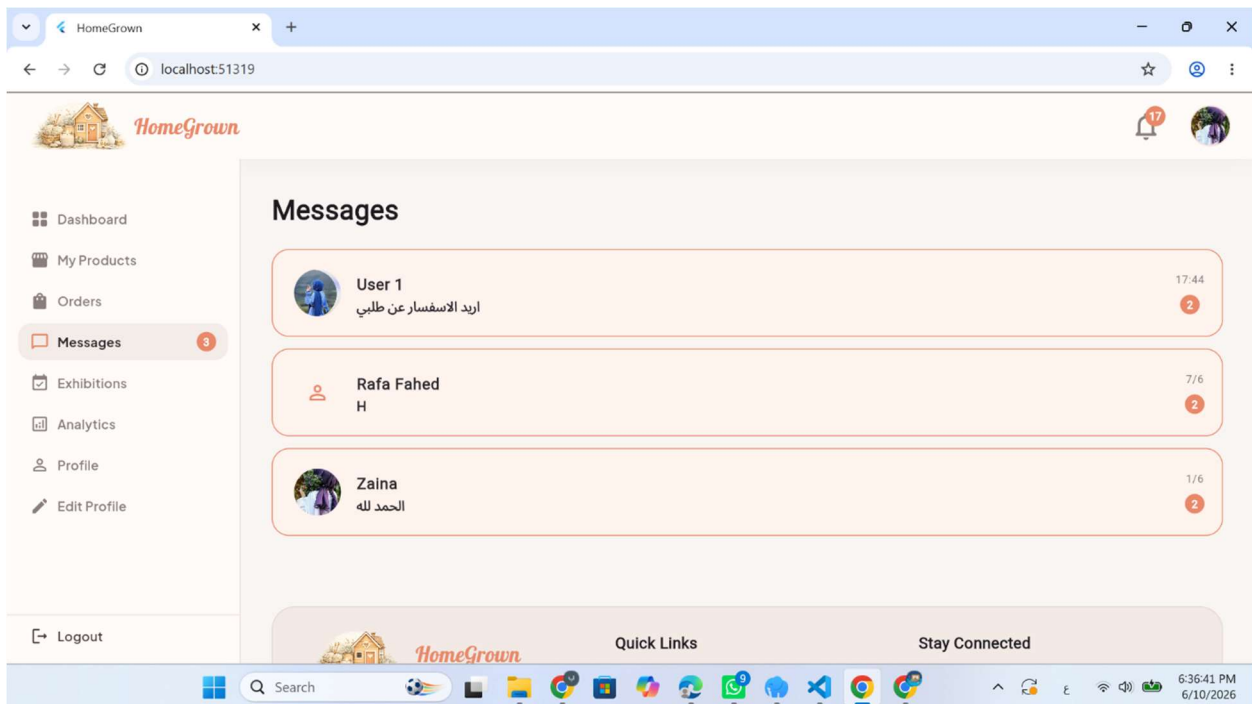 HomeGrown
localhost:51319
HomeGrown
17
Dashboard
My Products
Orders
Messages 3
Exhibitions
Analytics
Profile
Edit Profile
Logout
Messages
User 1 17:44
اريد الاسفسار عن طلبي 2
Rafa Fahed 7/6
H 2
Zaina 1/6
الحمد لله 2
HomeGrown
Quick Links
Stay Connected
Search
9
ع
6:36:41 PM
6/10/2026